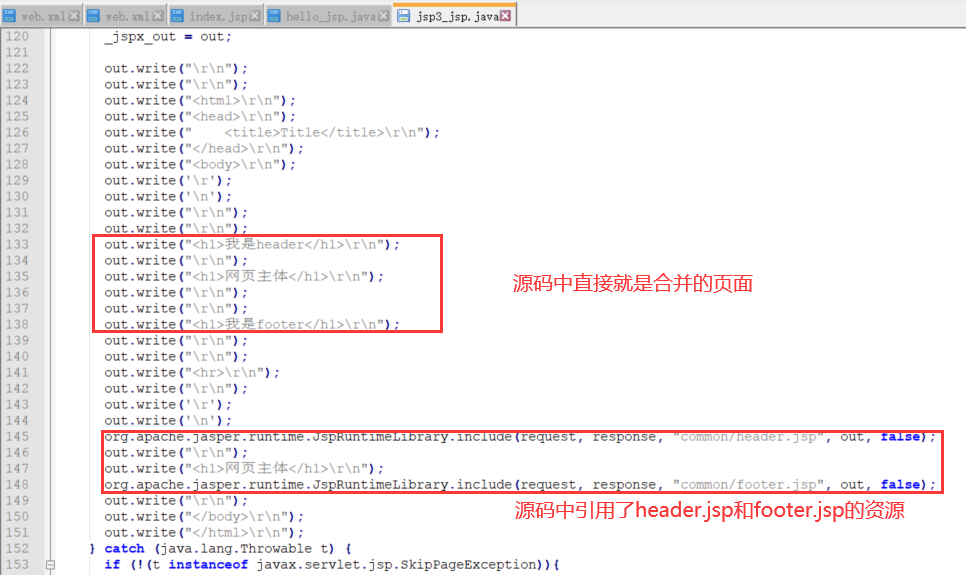 web.xml web.xml index.jsp hello_jsp.java jsp3_jsp.java
120 _jspx_out = out;
121
122 out.write("\r\n");
123 out.write("\r\n");
124 out.write("<html>\r\n");
125 out.write("<head>\r\n");
126 out.write("    <title>Title</title>\r\n");
127 out.write("</head>\r\n");
128 out.write("<body>\r\n");
129 out.write('\r');
130 out.write('\n');
131 out.write("\r\n");
132 out.write("\r\n");
133 out.write("<h1>我是header</h1>\r\n");
134 out.write("\r\n");
135 out.write("<h1>网页主体</h1>\r\n");
136 out.write("\r\n");
137 out.write("\r\n");
138 out.write("<h1>我是footer</h1>\r\n");
源码中直接就是合并的页面
139 out.write("\r\n");
140 out.write("\r\n");
141 out.write("<hr>\r\n");
142 out.write("\r\n");
143 out.write('\r');
144 out.write('\n');
145 org.apache.jasper.runtime.JspRuntimeLibrary.include(request, response, "common/header.jsp", out, false);
146 out.write("\r\n");
147 out.write("<h1>网页主体</h1>\r\n");
148 org.apache.jasper.runtime.JspRuntimeLibrary.include(request, response, "common/footer.jsp", out, false);
149 out.write("\r\n");
源码中引用了header.jsp和footer.jsp的资源
150 out.write("</body>\r\n");
151 out.write("</html>\r\n");
152 } catch (java.lang.Throwable t) {
153 if (!(t instanceof javax.servlet.jsp.SkipPageException)){